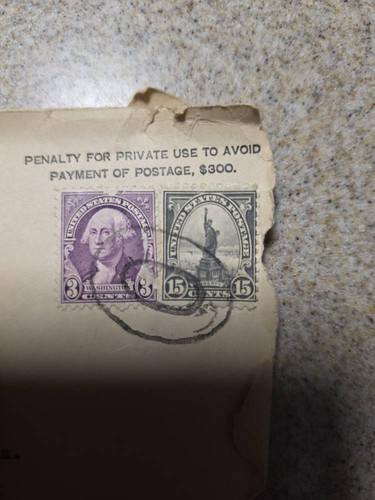 PENALTY FOR PRIVATE USE TO AVOID
PAYMENT OF POSTAGE, $300.
UNITED STATES POSTAGE
WASHINGTON
3 CENTS 3
UNITED STATES POSTAGE
15 CENTS 15